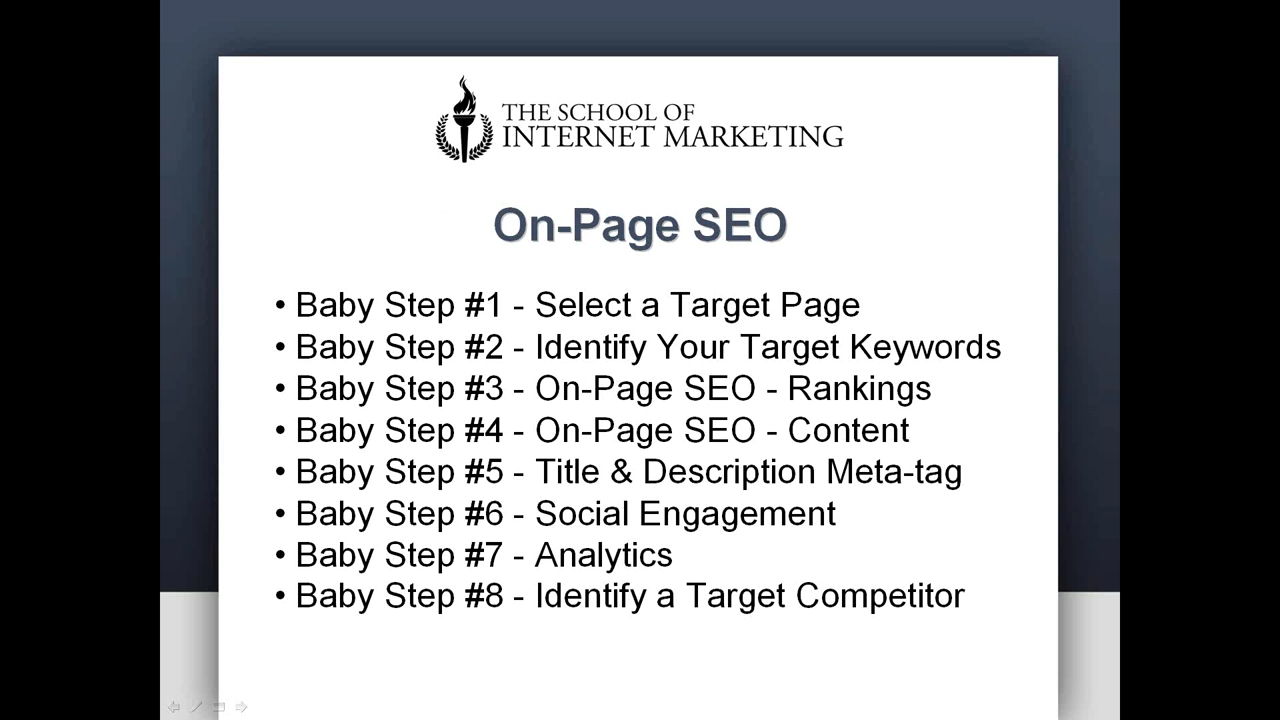 THE SCHOOL OF
INTERNET MARKETING
On-Page SEO
• Baby Step #1 - Select a Target Page
• Baby Step #2 - Identify Your Target Keywords
• Baby Step #3 - On-Page SEO - Rankings
• Baby Step #4 - On-Page SEO - Content
• Baby Step #5 - Title & Description Meta-tag
• Baby Step #6 - Social Engagement
• Baby Step #7 - Analytics
• Baby Step #8 - Identify a Target Competitor